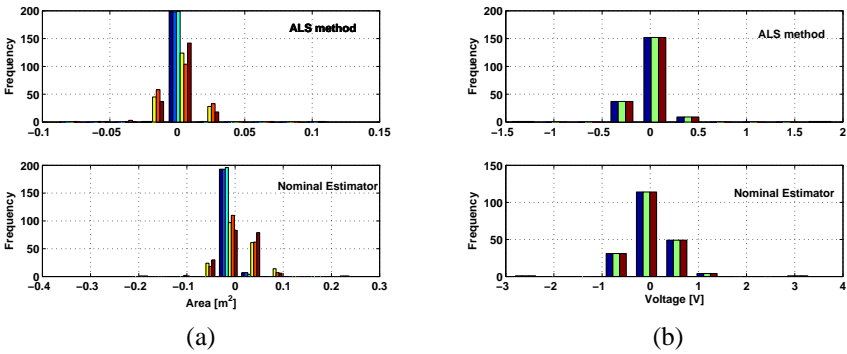 ALS method
Frequency
200
150
100
50
0
−0.1 −0.05 0 0.05 0.1 0.15
Nominal Estimator
Frequency
200
150
100
50
0
−0.4 −0.3 −0.2 −0.1 0 0.1 0.2 0.3
Area [m²]
(a)
ALS method
Frequency
200
150
100
50
0
−1.5 −1 −0.5 0 0.5 1 1.5 2
Nominal Estimator
Frequency
150
100
50
0
−3 −2 −1 0 1 2 3 4
Voltage [V]
(b)